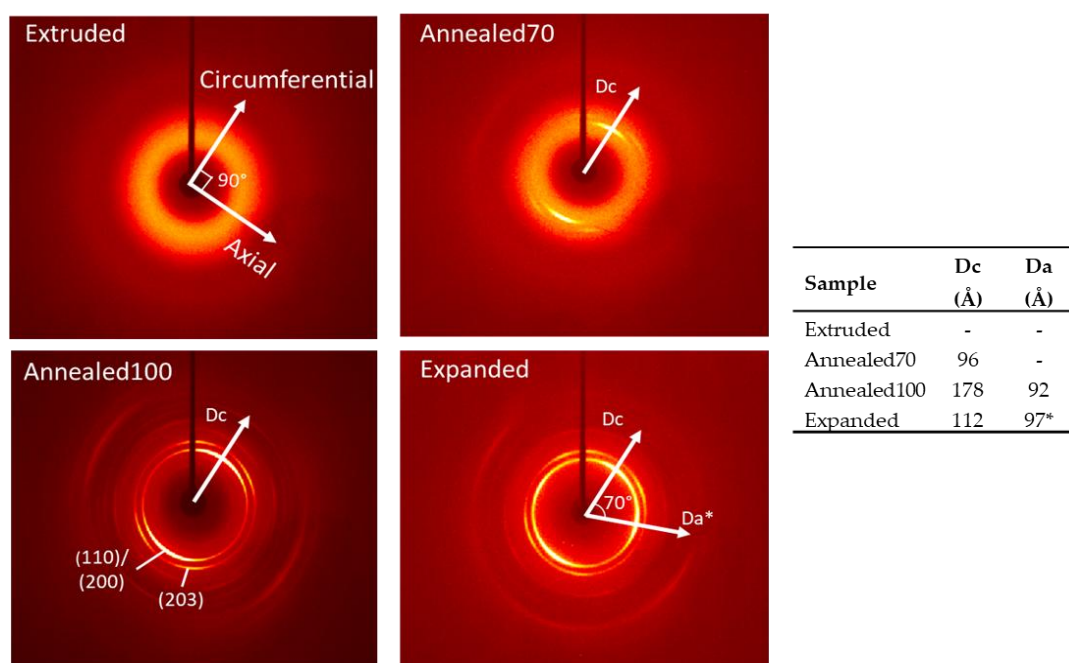 Extruded
Circumferential
90°
Axial
Annealed70
Dc
Annealed100
Dc
(110)/
(200)
(203)
Expanded
Dc
70°
Da*
Sample Dc (Å) Da (Å)
Extruded - -
Annealed70 96 -
Annealed100 178 92
Expanded 112 97*